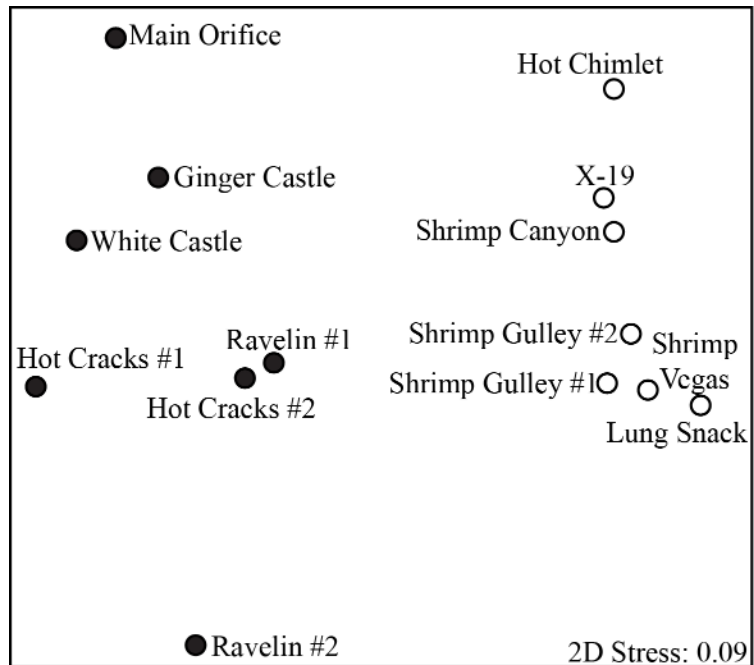 Main Orifice
Hot Chimlet
Ginger Castle
X-19
White Castle
Shrimp Canyon
Ravelin #1
Shrimp Gulley #2
Shrimp
Hot Cracks #1
Shrimp Gulley #1
Vegas
Hot Cracks #2
Lung Snack
Ravelin #2
2D Stress: 0.09